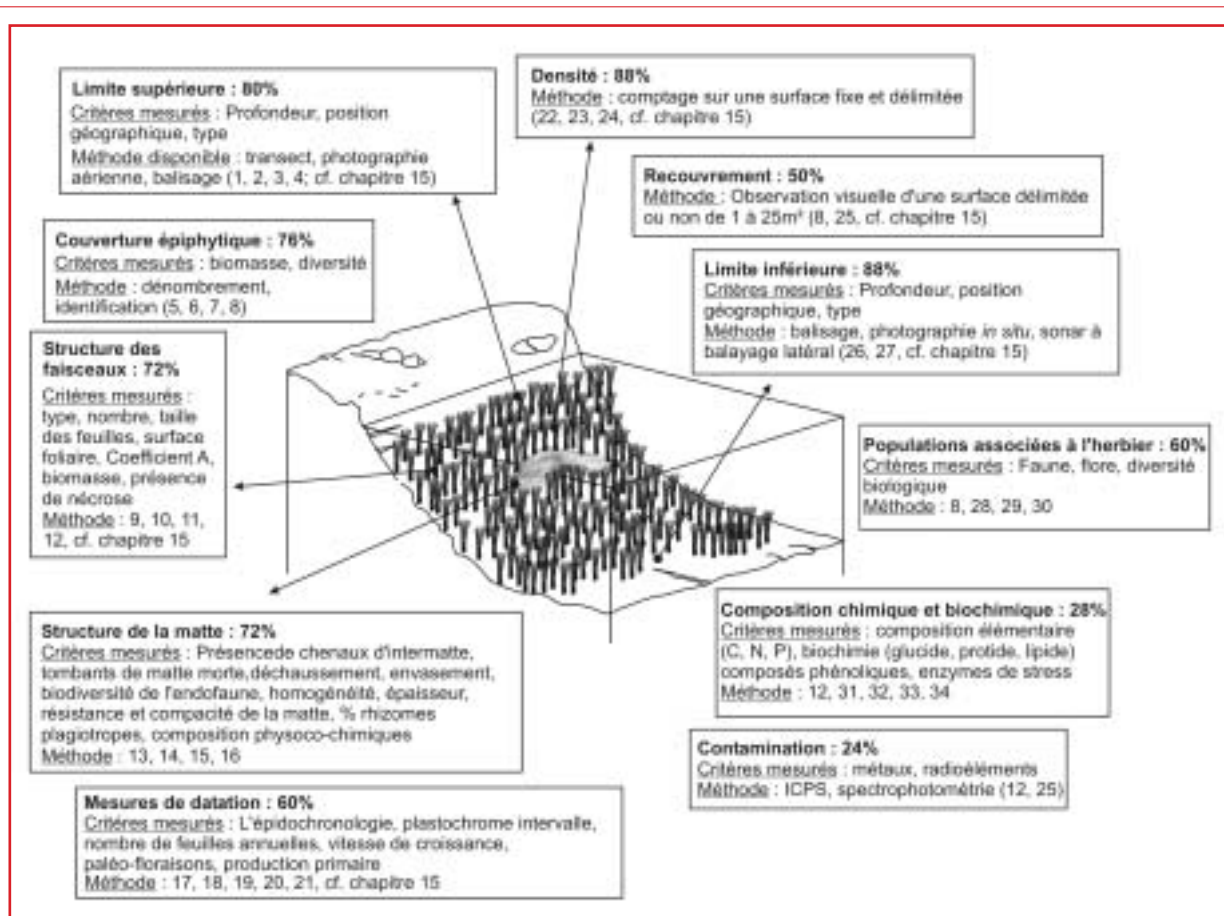 Limite supérieure : 80%
Critères mesurés : Profondeur, position
géographique, type
Méthode disponible : transect, photographie
aérienne, balisage (1, 2, 3, 4; cf. chapitre 15)
Densité : 88%
Méthode : comptage sur une surface fixe et délimitée
(22, 23, 24, cf. chapitre 15)
Recouvrement : 50%
Méthode : Observation visuelle d'une surface délimitée
ou non de 1 à 25m² (8, 25, cf. chapitre 15)
Couverture épiphytique : 76%
Critères mesurés : biomasse, diversité
Méthode : dénombrement,
identification (5, 6, 7, 8)
Limite inférieure : 88%
Critères mesurés : Profondeur, position
géographique, type
Méthode : balisage, photographie in situ, sonar à
balayage latéral (26, 27, cf. chapitre 15)
Structure des
faisceaux : 72%
Critères mesurés :
type, nombre, taille
des feuilles, surface
foliaire, Coefficient A,
biomasse, présence
de nécrose
Méthode : 9, 10, 11,
12, cf. chapitre 15
Populations associées à l'herbier : 60%
Critères mesurés : Faune, flore, diversité
biologique
Méthode : 8, 28, 29, 30
Structure de la matte : 72%
Critères mesurés : Présencede chenaux d'intermatte,
tombants de matte morte,déchaussement, envasement,
biodiversité de l'endofaune, homogénéité, épaisseur,
résistance et compacité de la matte, % rhizomes
plagiotropes, composition physoco-chimiques
Méthode : 13, 14, 15, 16
Composition chimique et biochimique : 28%
Critères mesurés : composition élémentaire
(C, N, P), biochimie (glucide, protide, lipide)
composés phénoliques, enzymes de stress
Méthode : 12, 31, 32, 33, 34
Contamination : 24%
Critères mesurés : métaux, radioéléments
Méthode : ICPS, spectrophotométrie (12, 25)
Mesures de datation : 60%
Critères mesurés : L'épidochronologie, plastochrome intervalle,
nombre de feuilles annuelles, vitesse de croissance,
paléo-floraisons, production primaire
Méthode : 17, 18, 19, 20, 21, cf. chapitre 15